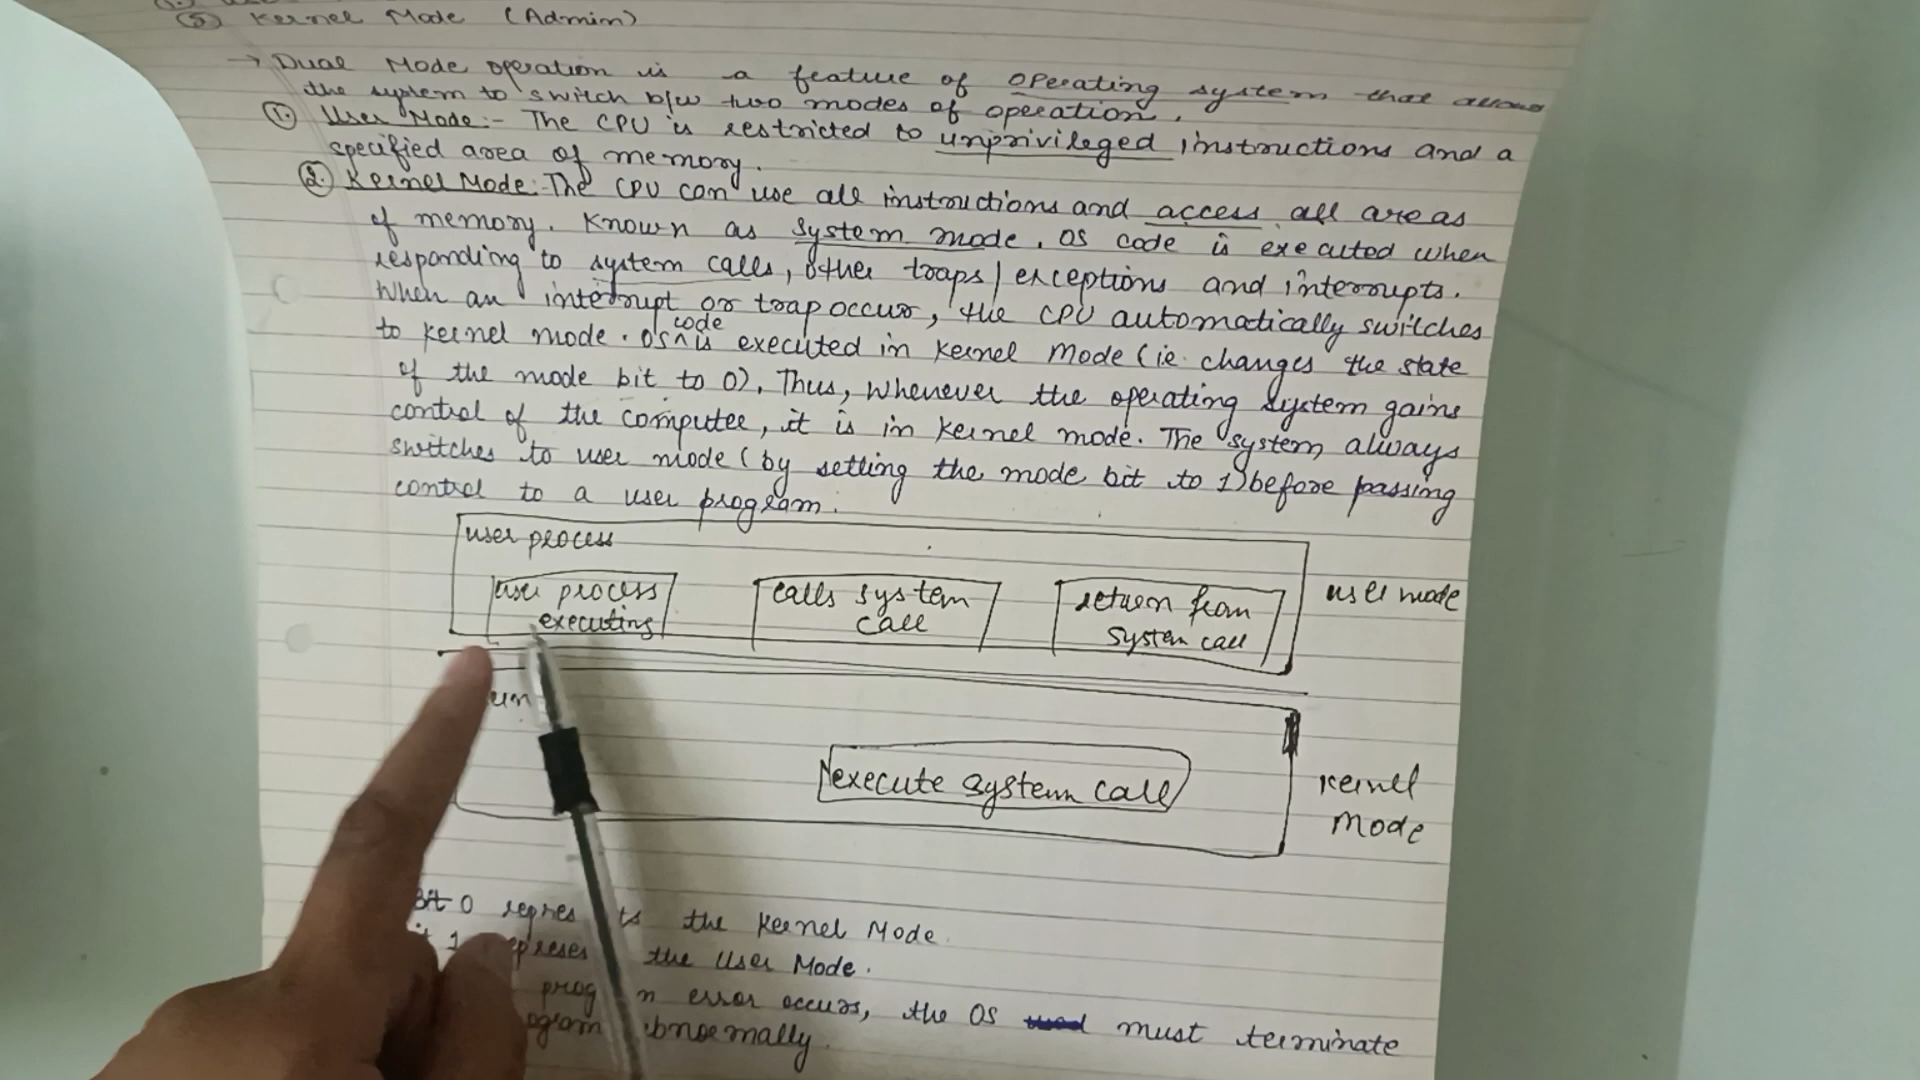 ⑤ Kernel Mode (Admin)
→ Dual Mode operation is a feature of operating system that allows
the system to switch b/w two modes of operation.
① User Mode:- The CPU is restricted to unprivileged instructions and a
specified area of memory.
② Kernel Mode:- The CPU can use all instructions and access all areas
of memory. Known as system mode. OS code is executed when
responding to system calls, other traps/exceptions and interrupts.
When an interrupt or trap occur, the CPU automatically switches
to kernel mode. OS code is executed in Kernel Mode (ie. changes the state
of the mode bit to 0). Thus, whenever the operating system gains
control of the computer, it is in kernel mode. The system always
switches to user mode (by setting the mode bit to 1) before passing
control to a user program.
user process
user process
executing
calls system
call
return from
system call
user mode
execute system call
Kernel
Mode
Bit 0 the Kernel Mode.
1 the User Mode.
error occurs, the OS must terminate
abnormally.